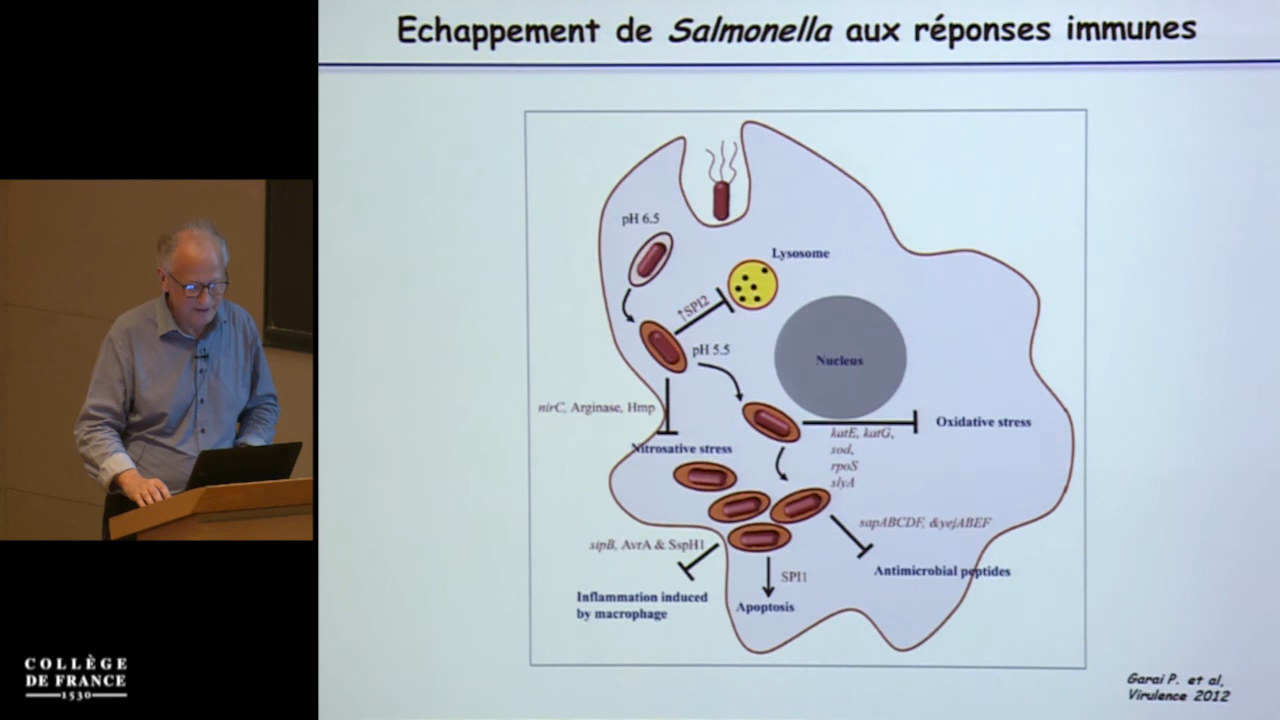 Echappement de Salmonella aux réponses immunes
pH 6.5
Lysosome
↑SPI2
pH 5.5
Nucleus
nirC, Arginase, Hmp
Oxidative stress
katE, katG,
sod,
rpoS
slyA
Nitrosative stress
sapABCDF, &yejABEF
sipB, AvrA & SspH1
Antimicrobial peptides
SPI1
Inflammation induced
by macrophage
Apoptosis
Garai P. et al,
Virulence 2012
COLLÈGE
DE FRANCE
1530